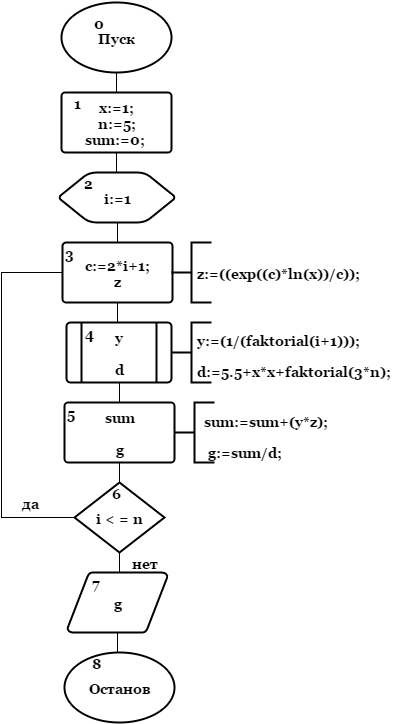 0
Пуск
1
x:=1;
n:=5;
sum:=0;
2
i:=1
3
c:=2*i+1;
z
z:=((exp((c)*ln(x))/c));
4
y
d
y:=(1/(faktorial(i+1)));
d:=5.5+x*x+faktorial(3*n);
5
sum
g
sum:=sum+(y*z);
g:=sum/d;
6
i < = n
да
нет
7
g
8
Останов